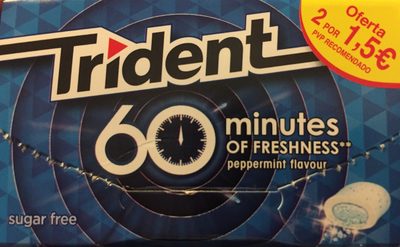 Trident
Oferta
2 POR 1,5€
PVP RECOMENDADO
60 minutes
OF FRESHNESS**
peppermint flavour
sugar free